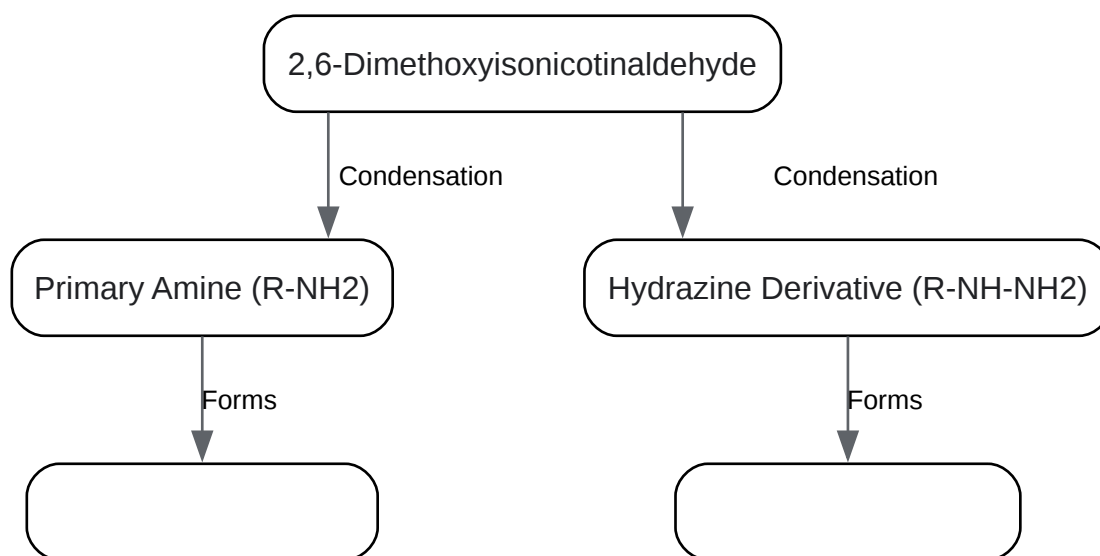 2,6-Dimethoxyisonicotinaldehyde
Condensation
Condensation
Primary Amine (R-NH2)
Hydrazine Derivative (R-NH-NH2)
Forms
Forms